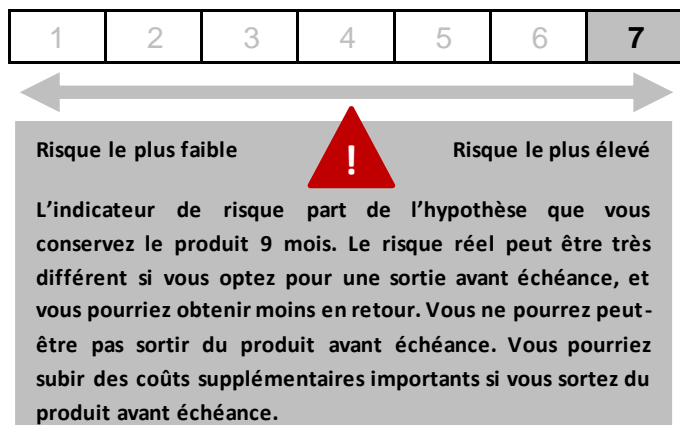 1 2 3 4 5 6 7
!
Risque le plus faible Risque le plus élevé
L’indicateur de risque part de l’hypothèse que vous
conservez le produit 9 mois. Le risque réel peut être très
différent si vous optez pour une sortie avant échéance, et
vous pourriez obtenir moins en retour. Vous ne pourrez peut-
être pas sortir du produit avant échéance. Vous pourriez
subir des coûts supplémentaires importants si vous sortez du
produit avant échéance.